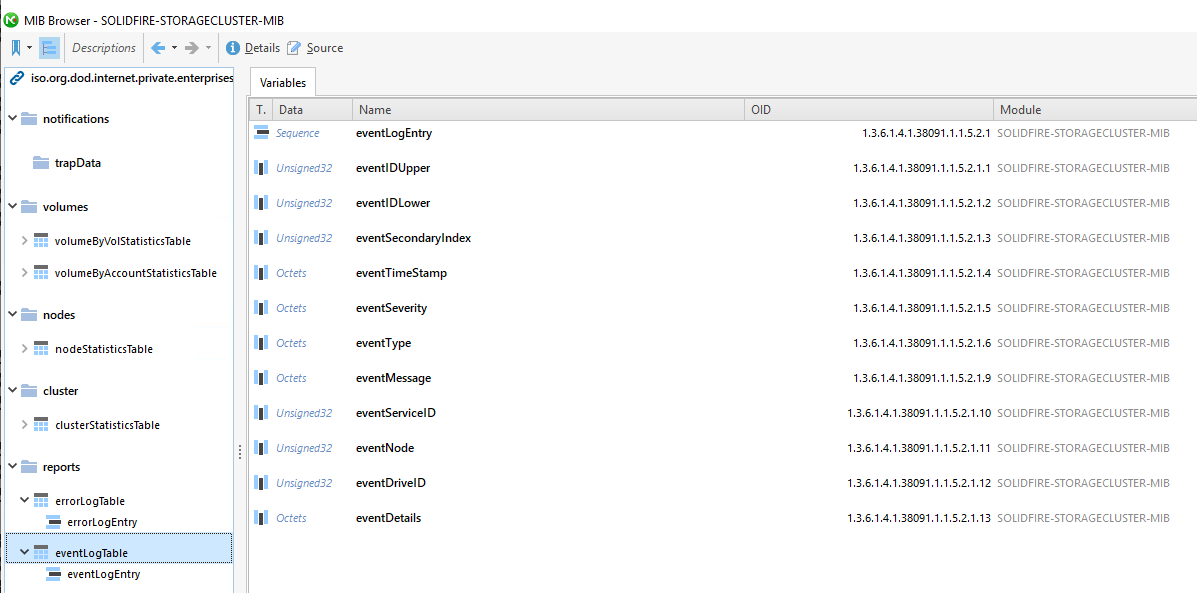 MIB Browser - SOLIDFIRE-STORAGECLUSTER-MIB
Descriptions Details Source
iso.org.dod.internet.private.enterprises
notifications
trapData
volumes
volumeByVolStatisticsTable
volumeByAccountStatisticsTable
nodes
nodeStatisticsTable
cluster
clusterStatisticsTable
reports
errorLogTable
errorLogEntry
eventLogTable
eventLogEntry
Variables
T. Data Name OID Module
Sequence eventLogEntry 1.3.6.1.4.1.38091.1.1.5.2.1 SOLIDFIRE-STORAGECLUSTER-MIB
Unsigned32 eventIDUpper 1.3.6.1.4.1.38091.1.1.5.2.1.1 SOLIDFIRE-STORAGECLUSTER-MIB
Unsigned32 eventIDLower 1.3.6.1.4.1.38091.1.1.5.2.1.2 SOLIDFIRE-STORAGECLUSTER-MIB
Unsigned32 eventSecondaryIndex 1.3.6.1.4.1.38091.1.1.5.2.1.3 SOLIDFIRE-STORAGECLUSTER-MIB
Octets eventTimeStamp 1.3.6.1.4.1.38091.1.1.5.2.1.4 SOLIDFIRE-STORAGECLUSTER-MIB
Octets eventSeverity 1.3.6.1.4.1.38091.1.1.5.2.1.5 SOLIDFIRE-STORAGECLUSTER-MIB
Octets eventType 1.3.6.1.4.1.38091.1.1.5.2.1.6 SOLIDFIRE-STORAGECLUSTER-MIB
Octets eventMessage 1.3.6.1.4.1.38091.1.1.5.2.1.9 SOLIDFIRE-STORAGECLUSTER-MIB
Unsigned32 eventServiceID 1.3.6.1.4.1.38091.1.1.5.2.1.10 SOLIDFIRE-STORAGECLUSTER-MIB
Unsigned32 eventNode 1.3.6.1.4.1.38091.1.1.5.2.1.11 SOLIDFIRE-STORAGECLUSTER-MIB
Unsigned32 eventDriveID 1.3.6.1.4.1.38091.1.1.5.2.1.12 SOLIDFIRE-STORAGECLUSTER-MIB
Octets eventDetails 1.3.6.1.4.1.38091.1.1.5.2.1.13 SOLIDFIRE-STORAGECLUSTER-MIB